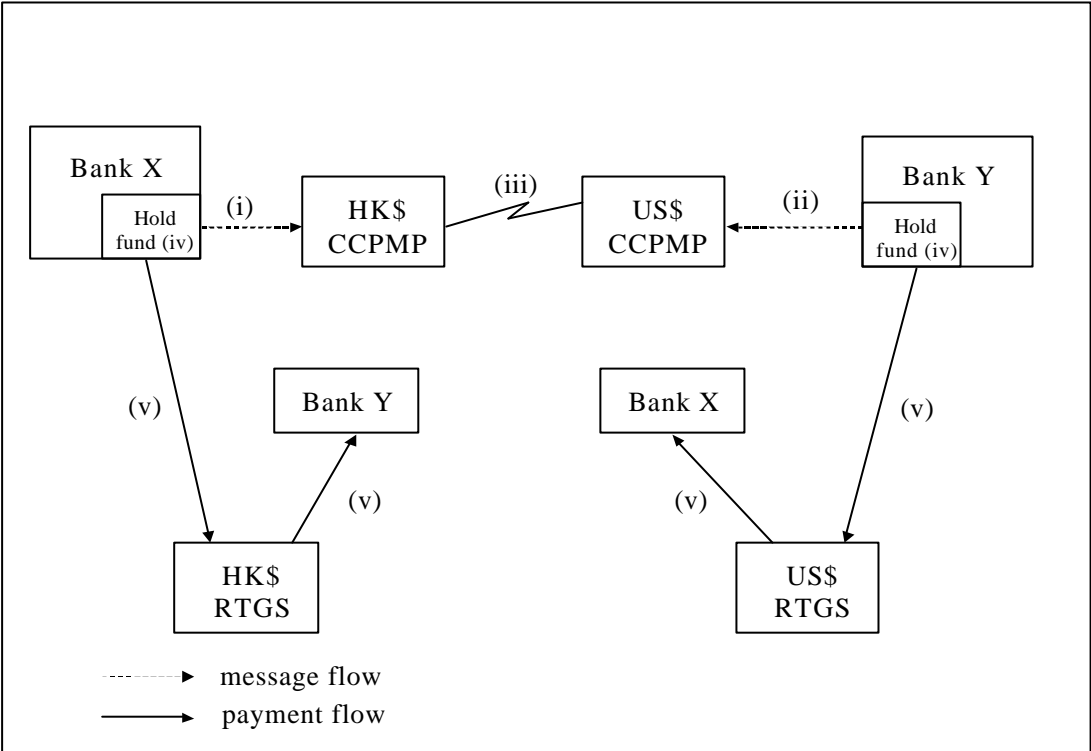 Bank X
Hold
fund (iv)
(i)
HK$
CCPMP
(iii)
US$
CCPMP
(ii)
Bank Y
Hold
fund (iv)
(v)
Bank Y
(v)
Bank X
(v)
(v)
HK$
RTGS
US$
RTGS
message flow
payment flow